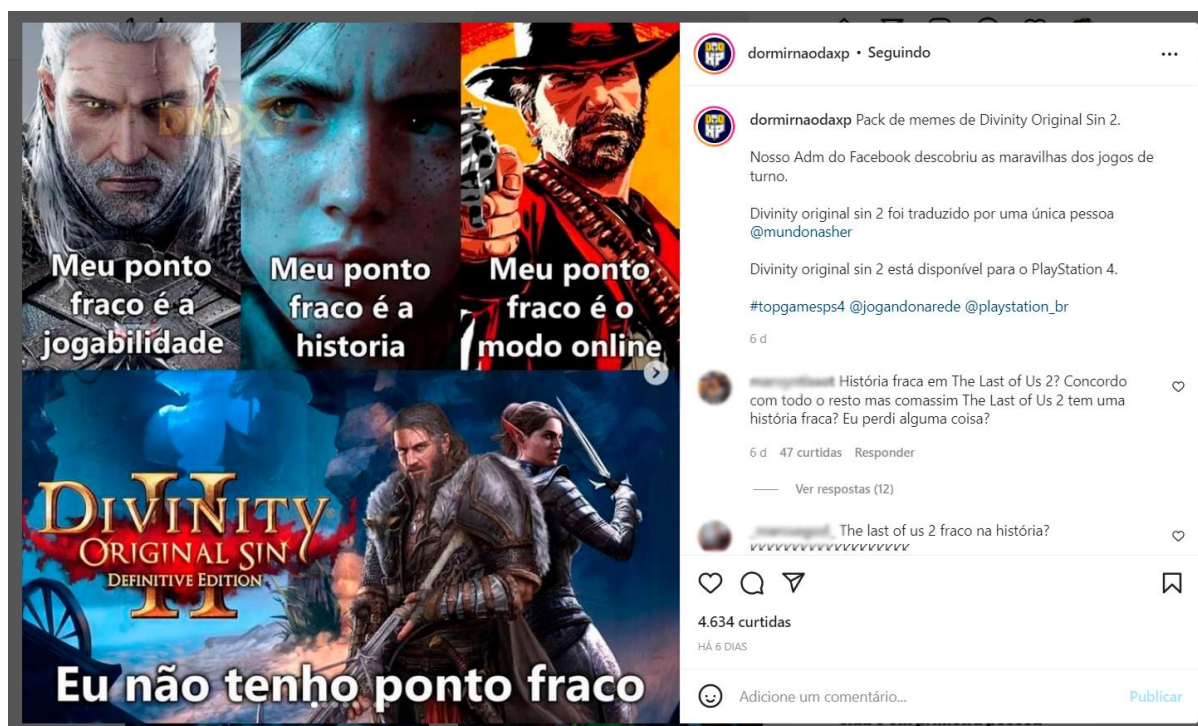 Meu ponto
fraco é a
jogabilidade
Meu ponto
fraco é a
historia
Meu ponto
fraco é o
modo online
DIVINITY
II
ORIGINAL SIN
DEFINITIVE EDITION
Eu não tenho ponto fraco
dormirnaodaxp • Seguindo
dormirnaodaxp Pack de memes de Divinity Original Sin 2.
Nosso Adm do Facebook descobriu as maravilhas dos jogos de
turno.
Divinity original sin 2 foi traduzido por uma única pessoa
@mundonasher
Divinity original sin 2 está disponível para o PlayStation 4.
#topgamesps4 @jogandonarede @playstation_br
6 d
História fraca em The Last of Us 2? Concordo
com todo o resto mas comassim The Last of Us 2 tem uma
história fraca? Eu perdi alguma coisa?
6 d 47 curtidas Responder
Ver respostas (12)
The last of us 2 fraco na história?
4.634 curtidas
HÁ 6 DIAS
Adicione um comentário...
Publicar